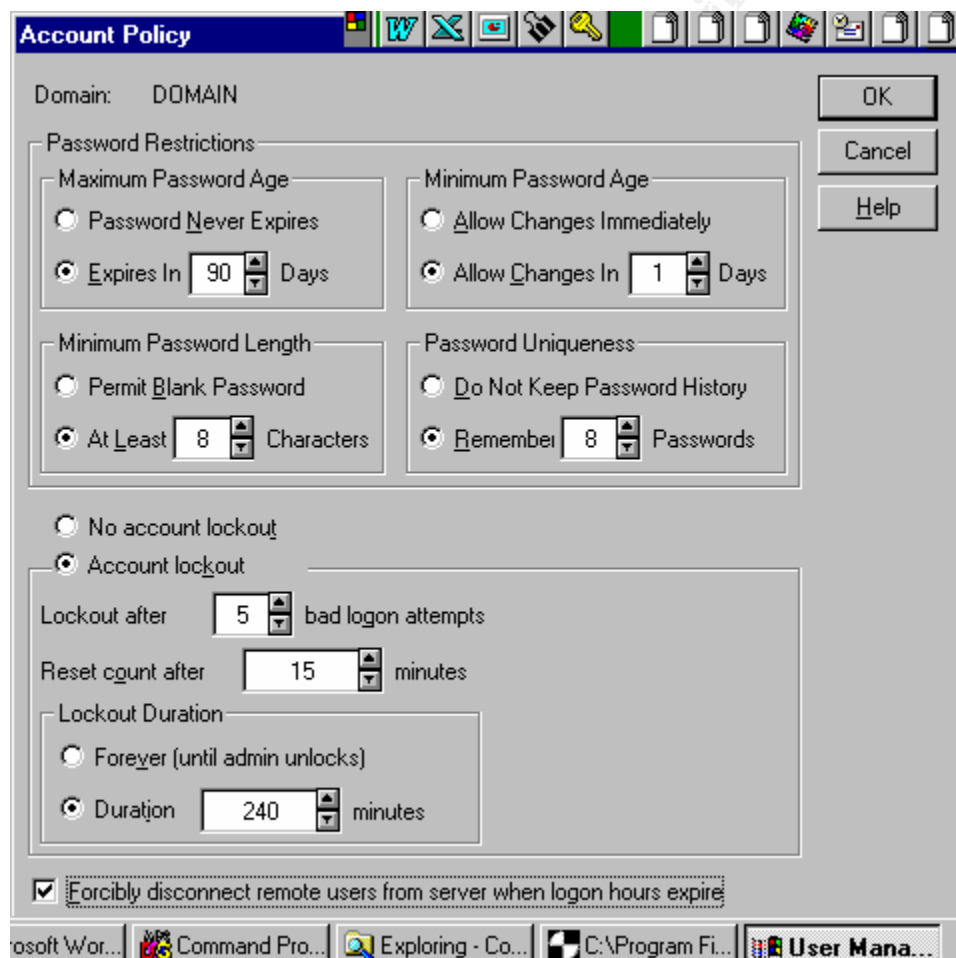 Account Policy
Domain: DOMAIN
OK
Cancel
Help
Password Restrictions
Maximum Password Age
Password Never Expires
Expires In 90 Days
Minimum Password Age
Allow Changes Immediately
Allow Changes In 1 Days
Minimum Password Length
Permit Blank Password
At Least 8 Characters
Password Uniqueness
Do Not Keep Password History
Remember 8 Passwords
No account lockout
Account lockout
Lockout after 5 bad logon attempts
Reset count after 15 minutes
Lockout Duration
Forever (until admin unlocks)
Duration 240 minutes
Forcibly disconnect remote users from server when logon hours expire
rosoft Wor... Command Pro... Exploring - Co... C:\Program Fi... User Mana...